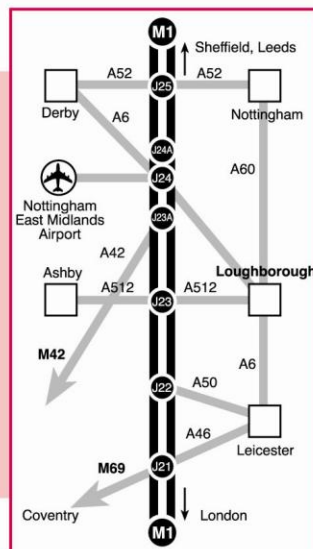 M1
Sheffield, Leeds
A52
J25
A52
Derby
Nottingham
A6
J24A
A60
J24
Nottingham
East Midlands
Airport
J23A
A42
Ashby
Loughborough
A512
J23
A512
M42
A6
J22
A50
A46
Leicester
M69
J21
Coventry
London
M1